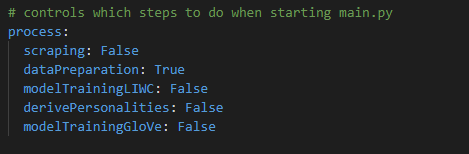 # controls which steps to do when starting main.py
process:
  scraping: False
  dataPreparation: True
  modelTrainingLIWC: False
  derivePersonalities: False
  modelTrainingGloVe: False